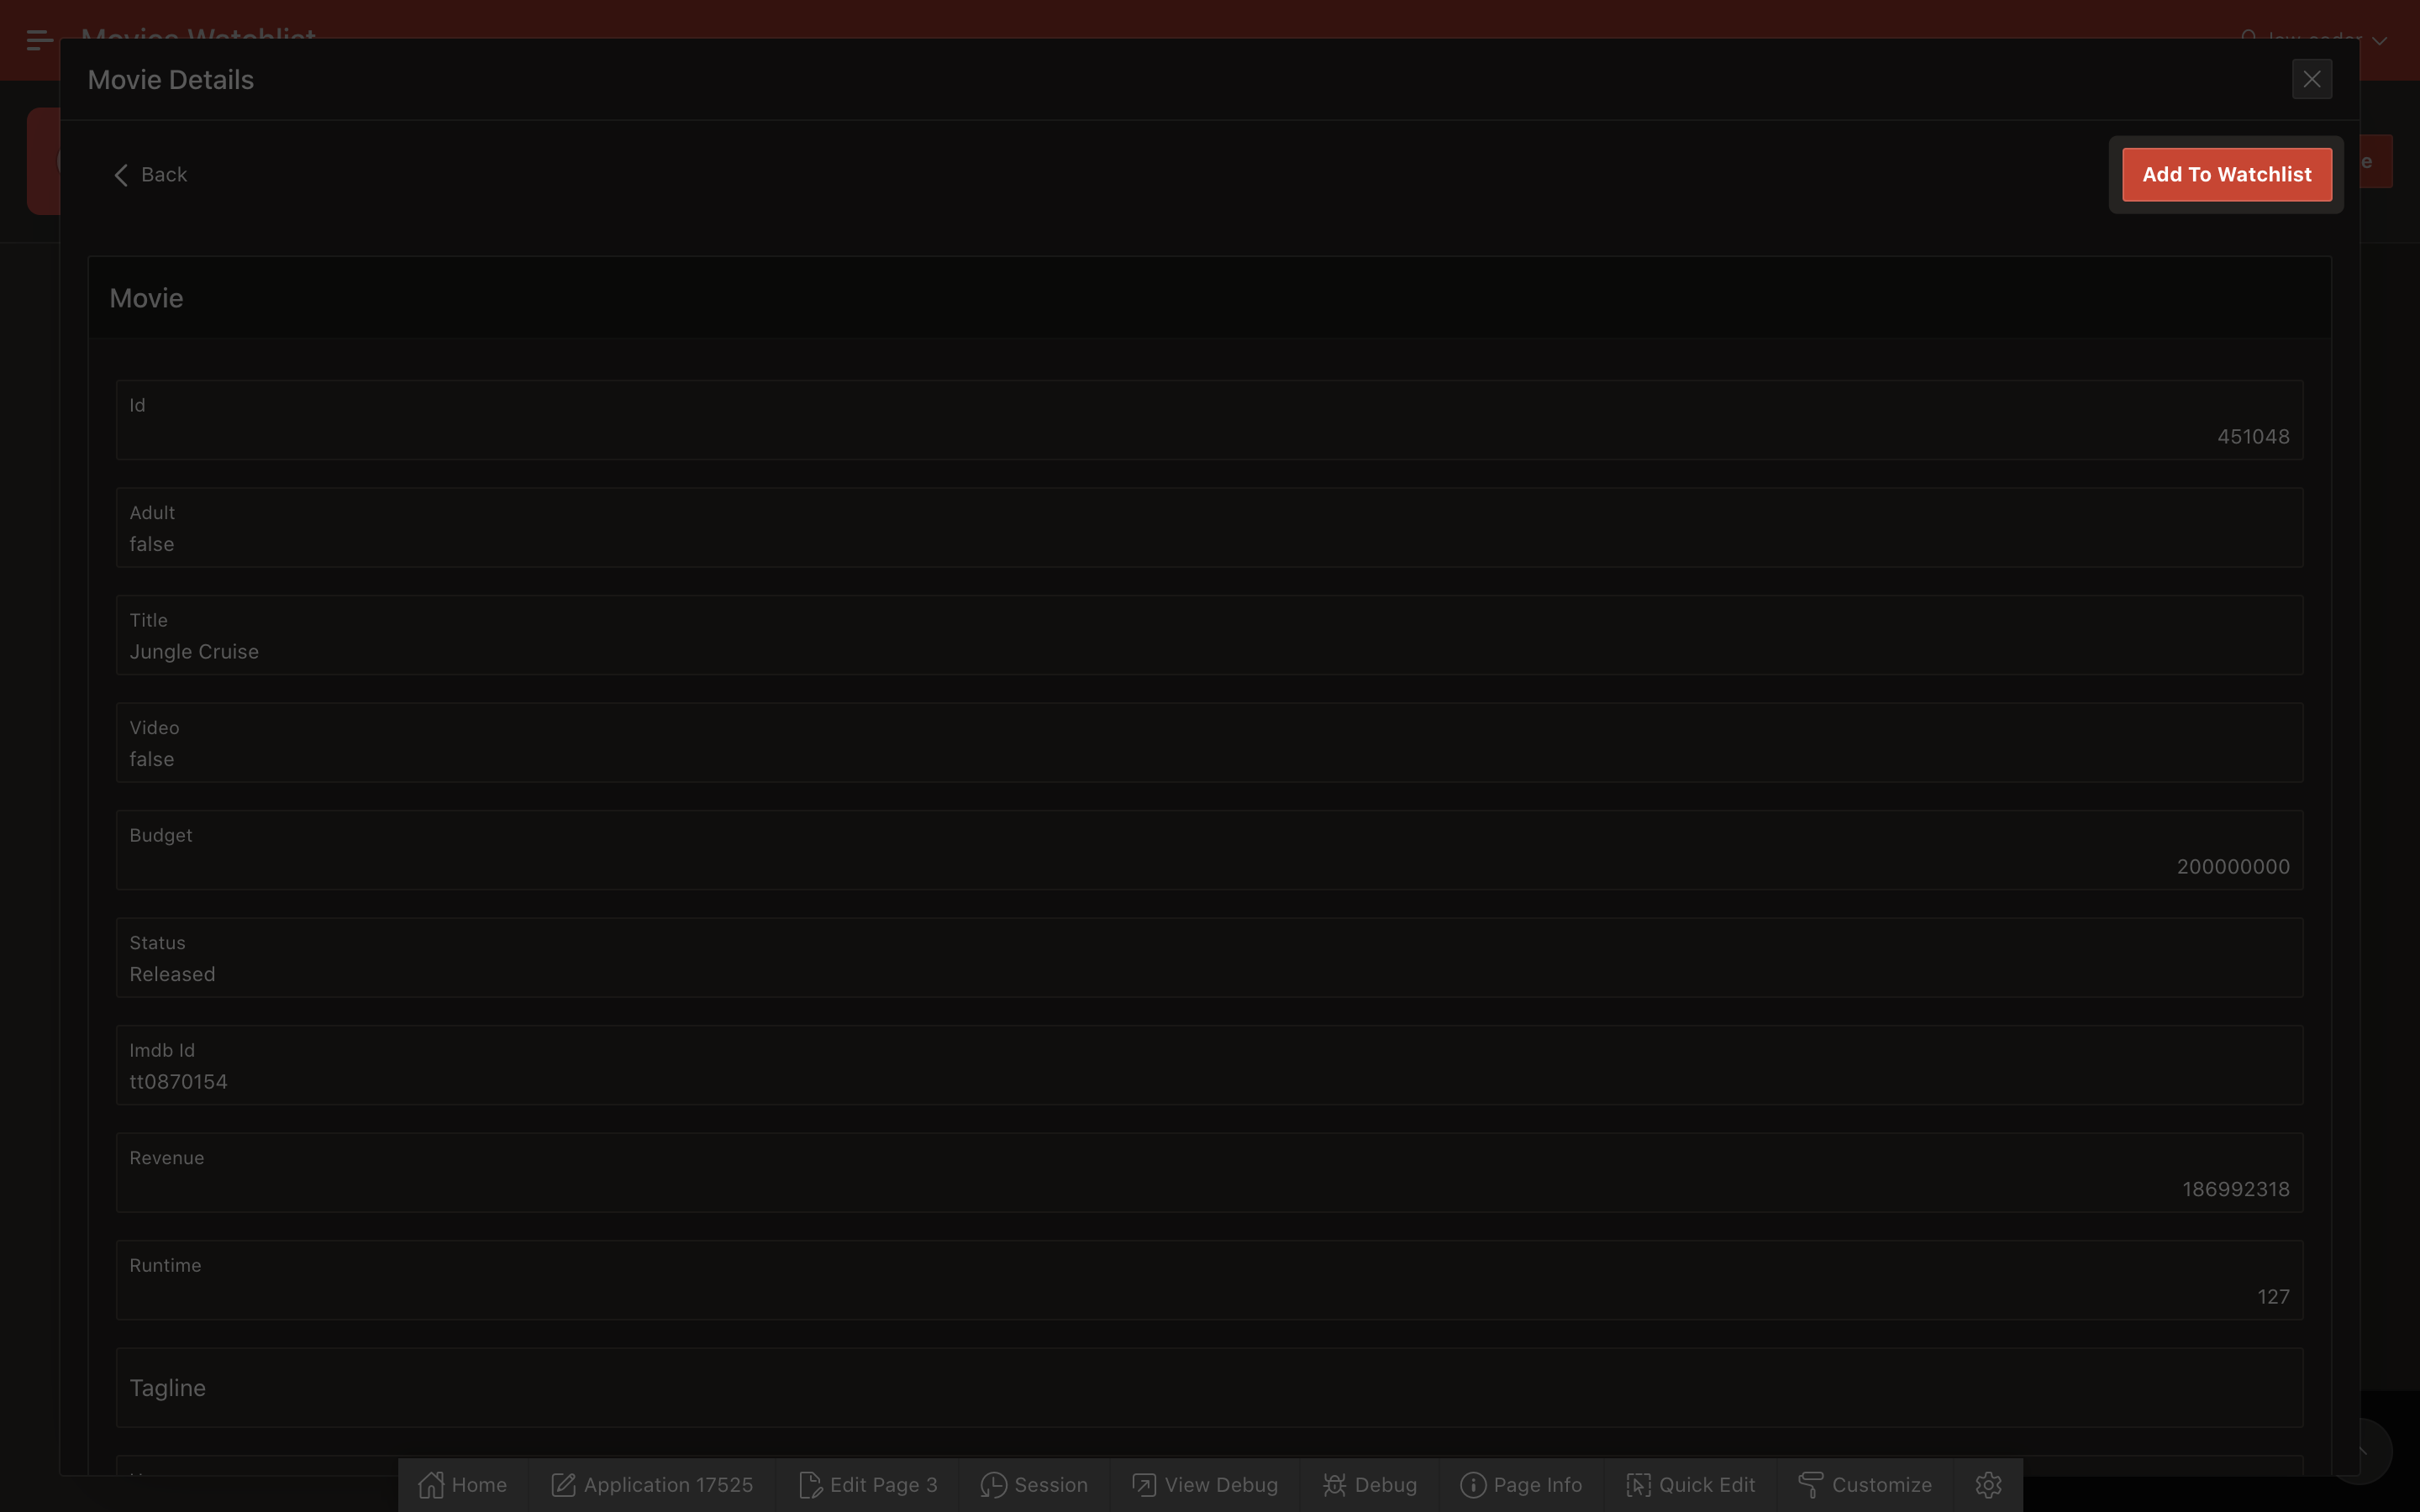 Movies Watchlist
low-coder
Movie Details
Back
Add To Watchlist
Movie
Id
451048
Adult
false
Title
Jungle Cruise
Video
false
Budget
200000000
Status
Released
Imdb Id
tt0870154
Revenue
186992318
Runtime
127
Tagline
Home
Application 17525
Edit Page 3
Session
View Debug
Debug
Page Info
Quick Edit
Customize